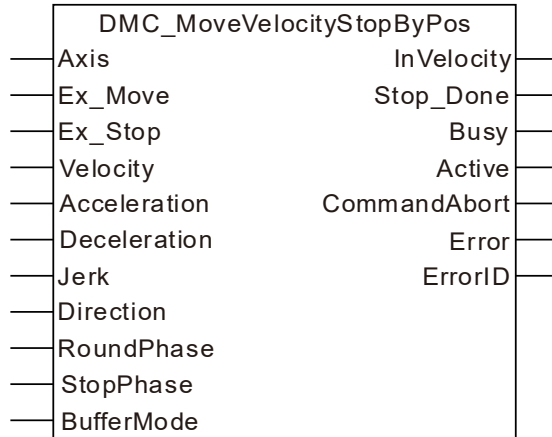 DMC_MoveVelocityStopByPos
Axis InVelocity
Ex_Move Stop_Done
Ex_Stop Busy
Velocity Active
Acceleration CommandAbort
Deceleration Error
Jerk ErrorID
Direction
RoundPhase
StopPhase
BufferMode